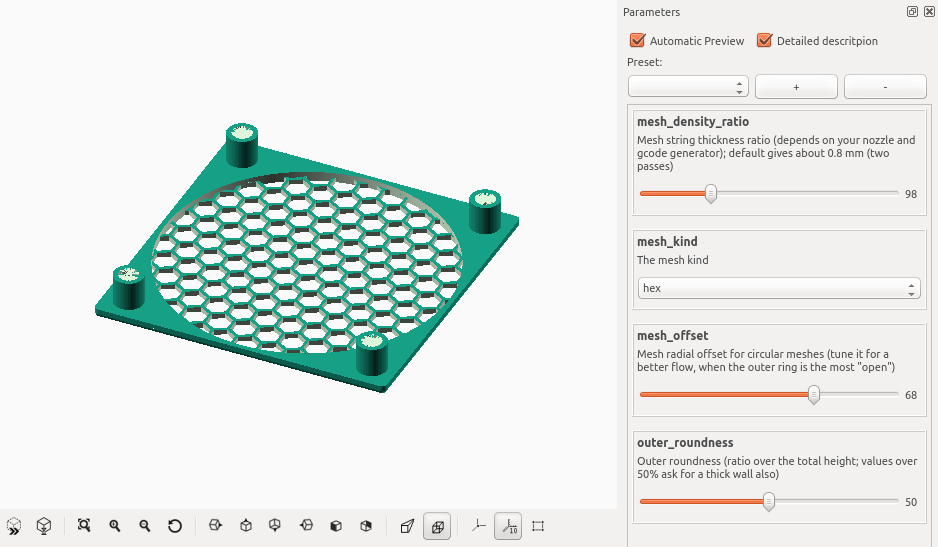 Parameters
Automatic Preview
Detailed descritpion
Preset:
+
-
mesh_density_ratio
Mesh string thickness ratio (depends on your nozzle and
gcode generator); default gives about 0.8 mm (two
passes)
98
mesh_kind
The mesh kind
hex
mesh_offset
Mesh radial offset for circular meshes (tune it for a
better flow, when the outer ring is the most "open")
68
outer_roundness
Outer roundness (ratio over the total height; values over
50% ask for a thick wall also)
50
10